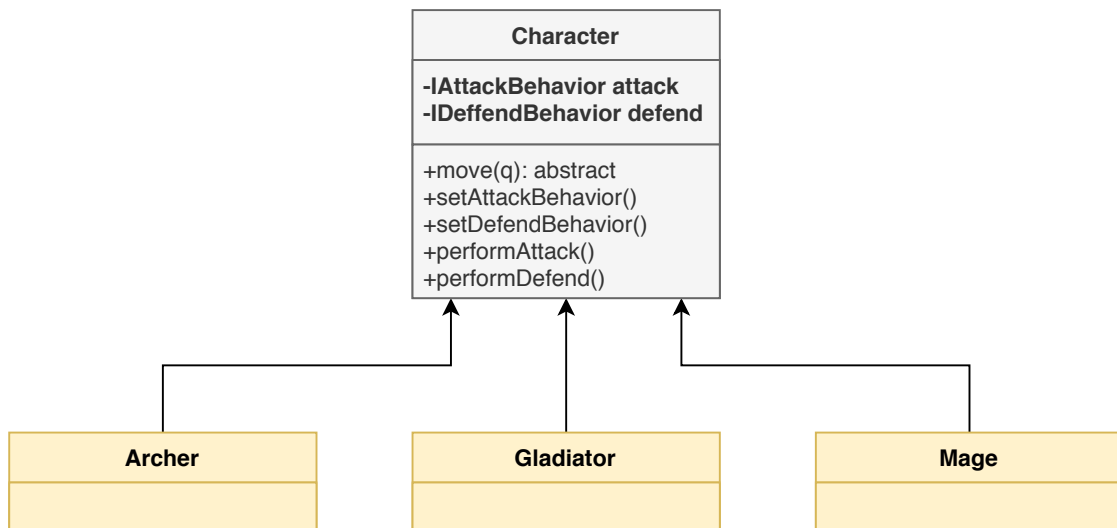 Character
-IAttackBehavior attack
-IDeffendBehavior defend
+move(q): abstract
+setAttackBehavior()
+setDefendBehavior()
+performAttack()
+performDefend()
Archer
Gladiator
Mage